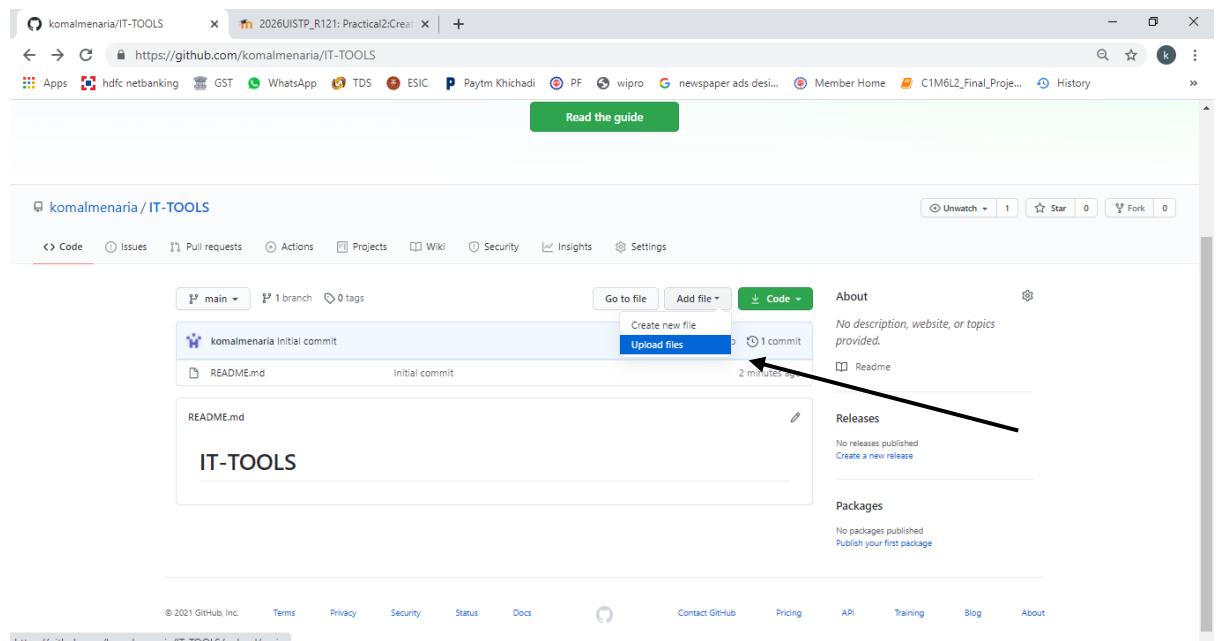 komalmenaria/IT-TOOLS
2026UISTP_R121: Practical2:Creat
https://github.com/komalmenaria/IT-TOOLS
k
Apps hdfc netbanking GST WhatsApp TDS ESIC Paytm Khichadi PF wipro newspaper ads desi... Member Home C1M6L2_Final_Proje... History »
Read the guide
komalmenaria / IT-TOOLS
Unwatch 1 Star 0 Fork 0
Code Issues Pull requests Actions Projects Wiki Security Insights Settings
main 1 branch 0 tags Go to file Add file Code
Create new file
Upload files
komalmenaria Initial commit 1 commit
README.md Initial commit 2 minutes ago
README.md
IT-TOOLS
About
No description, website, or topics
provided.
Readme
Releases
No releases published
Create a new release
Packages
No packages published
Publish your first package
© 2021 GitHub, Inc. Terms Privacy Security Status Docs Contact GitHub Pricing API Training Blog About